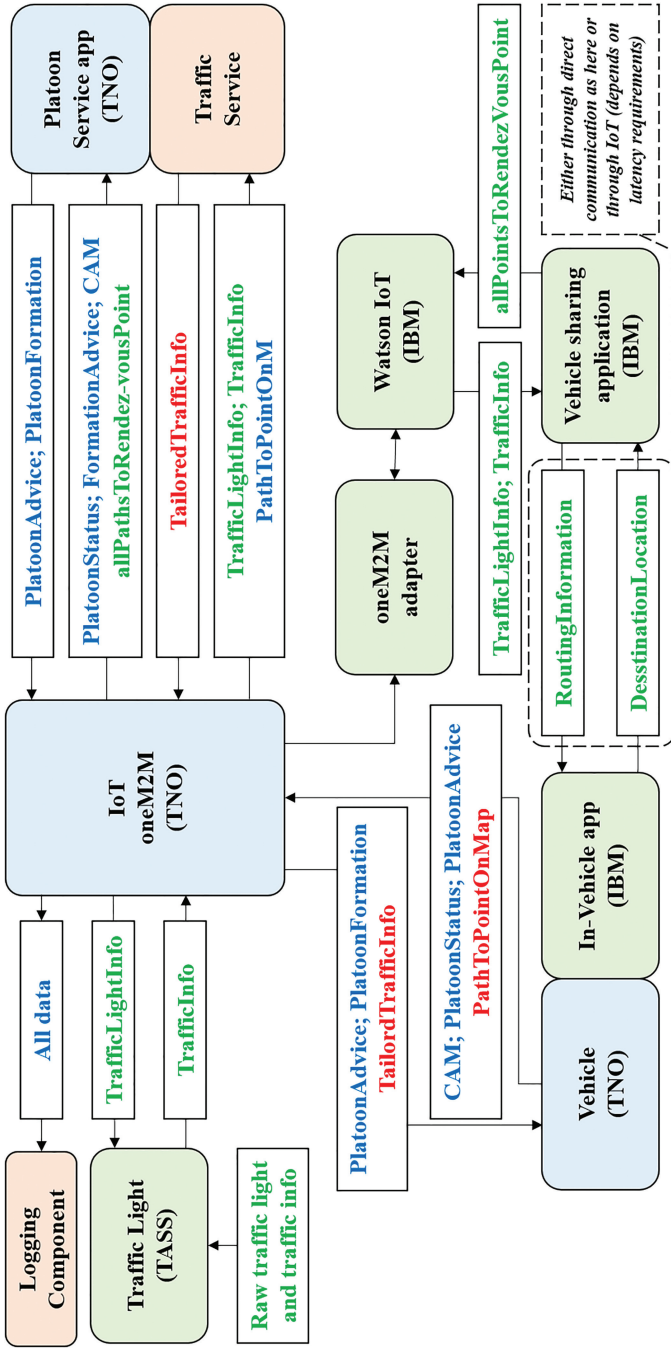 Logging
Component
All data
Traffic Light
(TASS)
TrafficLightInfo
TrafficInfo
Raw traffic light
and traffic info
IoT
oneM2M
(TNO)
PlatoonAdvice; PlatoonFormation
PlatoonStatus; FormationAdvice; CAM
allPathsToRendez-vousPoint
TailoredTrafficInfo
TrafficLightInfo; TrafficInfo
PathToPointOnM
Platoon
Service app
(TNO)
Traffic
Service
PlatoonAdvice; PlatoonFormation
TailordTrafficInfo
CAM; PlatoonStatus; PlatoonAdvice
PathToPointOnMap
oneM2M
adapter
Watson IoT
(IBM)
TrafficLightInfo; TrafficInfo
allPointsToRendezVousPoint
Vehicle
(TNO)
In-Vehicle app
(IBM)
RoutingInformation
DesstinationLocation
Vehicle sharing
application
(IBM)
Either through direct
communication as here or
through IoT (depends on
latency requirements)